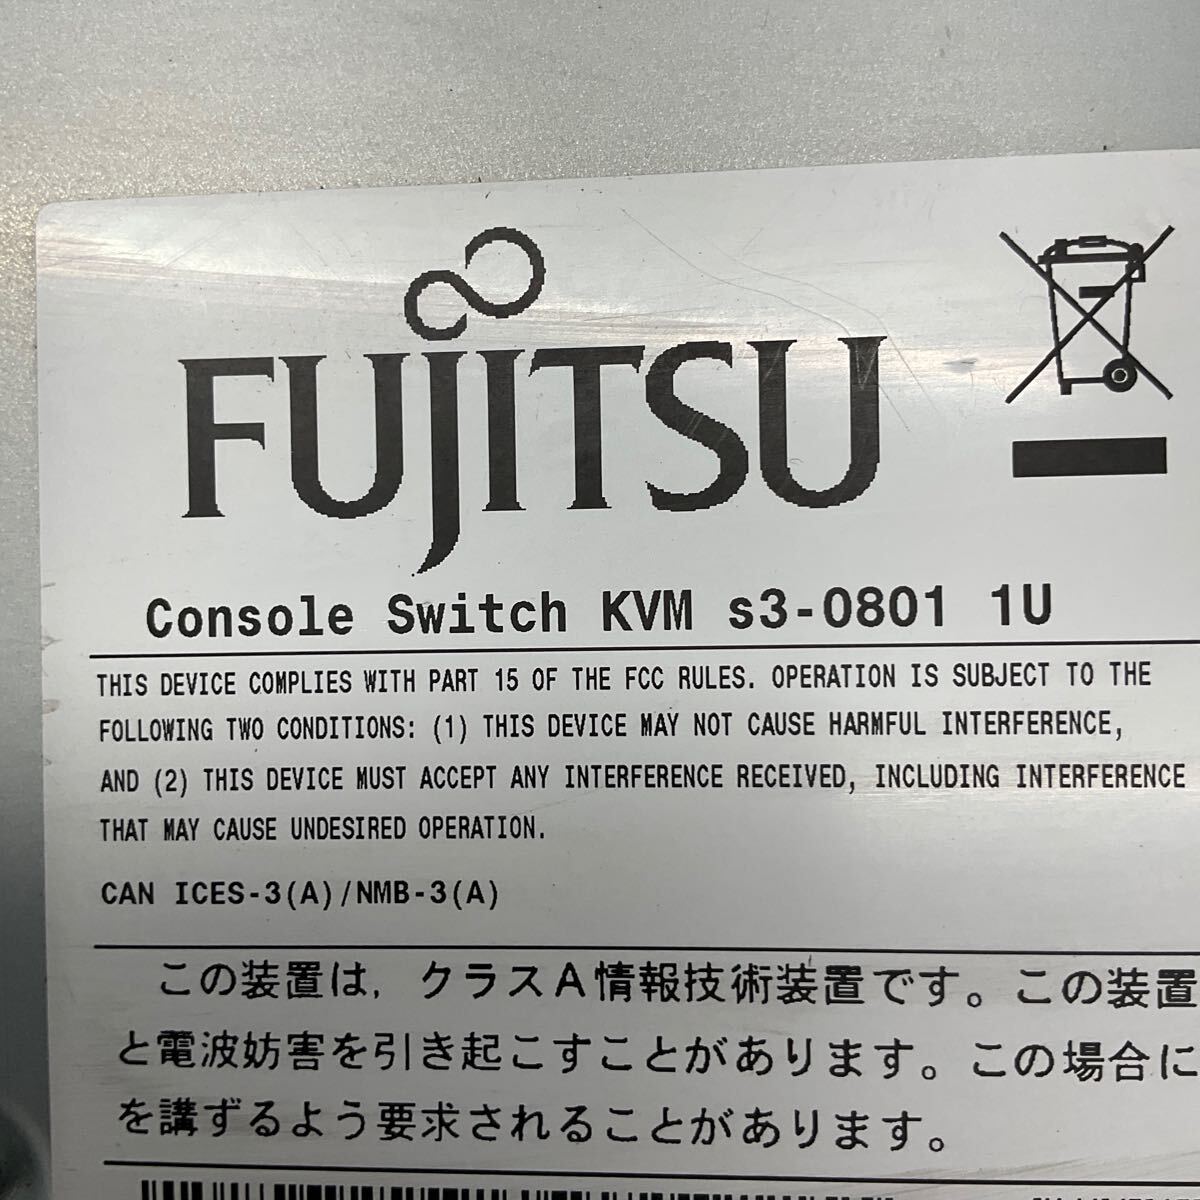 FUJITSU
Console Switch KVM s3-0801 1U
THIS DEVICE COMPLIES WITH PART 15 OF THE FCC RULES. OPERATION IS SUBJECT TO THE
FOLLOWING TWO CONDITIONS: (1) THIS DEVICE MAY NOT CAUSE HARMFUL INTERFERENCE,
AND (2) THIS DEVICE MUST ACCEPT ANY INTERFERENCE RECEIVED, INCLUDING INTERFERENCE
THAT MAY CAUSE UNDESIRED OPERATION.
CAN ICES-3(A)/NMB-3(A)
この装置は, クラスA情報技術装置です。この装置
と電波妨害を引き起こすことがあります。この場合に
を講ずるよう要求されることがあります。